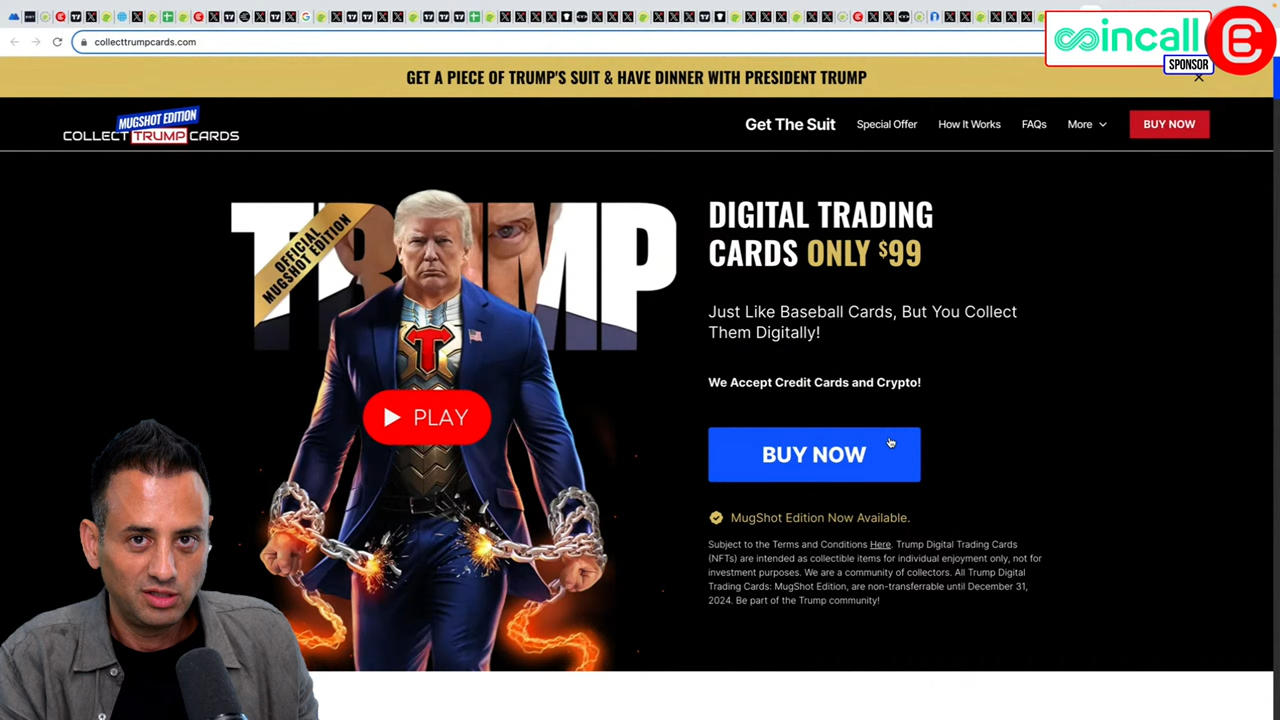 collecttrumpcards.com
incall
SPONSOR
GET A PIECE OF TRUMP'S SUIT & HAVE DINNER WITH PRESIDENT TRUMP
MUGSHOT EDITION
COLLECT TRUMP CARDS
Get The Suit
Special Offer
How It Works
FAQs
More
BUY NOW
TRUMP
OFFICIAL
MUGSHOT EDITION
T
PLAY
DIGITAL TRADING
CARDS ONLY $99
Just Like Baseball Cards, But You Collect
Them Digitally!
We Accept Credit Cards and Crypto!
BUY NOW
MugShot Edition Now Available.
Subject to the Terms and Conditions Here. Trump Digital Trading Cards
(NFTs) are intended as collectible items for individual enjoyment only, not for
investment purposes. We are a community of collectors. All Trump Digital
Trading Cards: MugShot Edition, are non-transferrable until December 31,
2024. Be part of the Trump community!